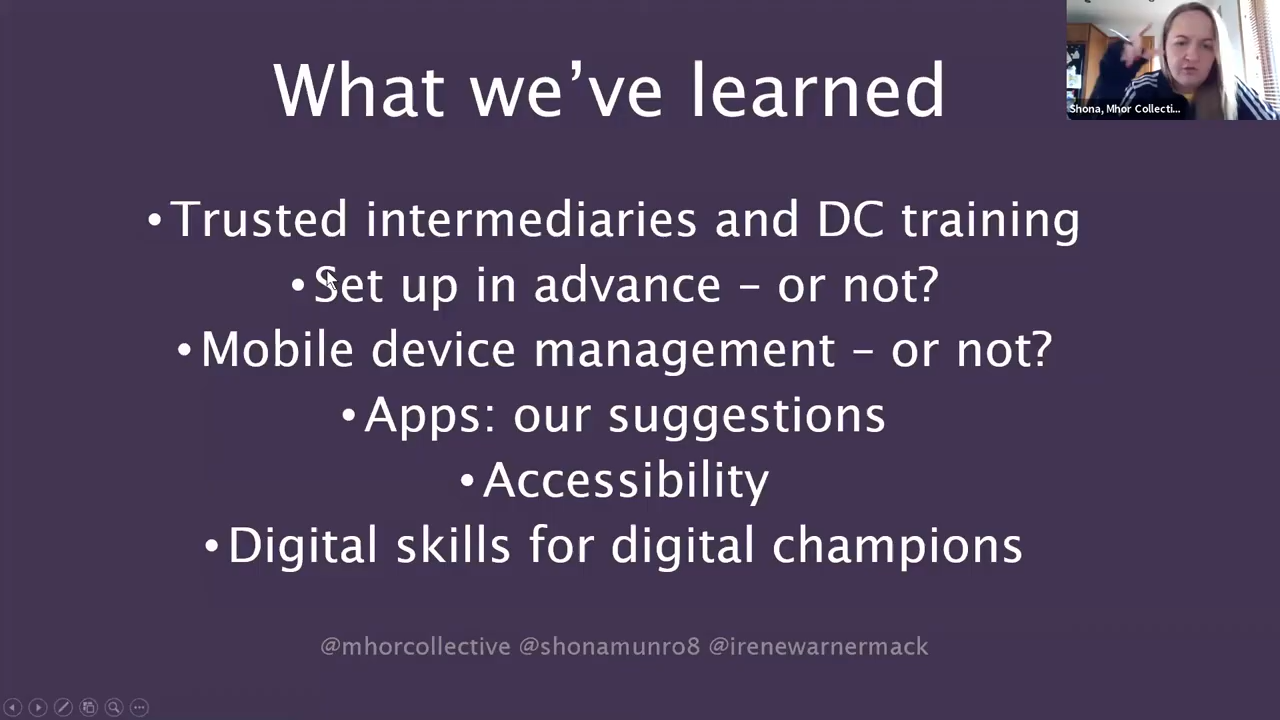 What we’ve learned
Shona, Mhor Collecti...
• Trusted intermediaries and DC training
• Set up in advance – or not?
• Mobile device management – or not?
• Apps: our suggestions
• Accessibility
• Digital skills for digital champions
@mhorcollective @shonamunro8 @irenewarnermack